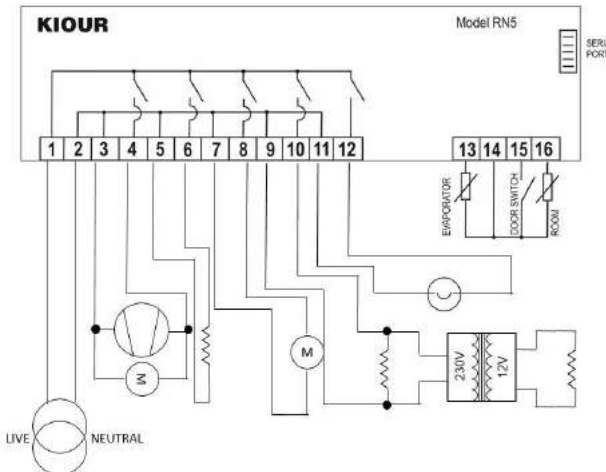 KIOUR
Model RN5
PORT
1 2 3 4 5 6 7 8 9 10 11 12
13 14 15 16
EVAPORATOR
DOOR SWITCH
ROOM
M
M
230V
12V
LIVE
NEUTRAL